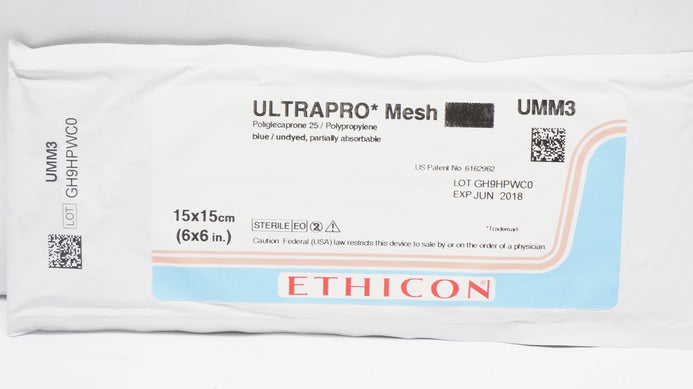 UMM3
LOT GH9HPWC0
ULTRAPRO* Mesh
UMM3
Poliglecaprone 25 / Polypropylene
blue / undyed, partially absorbable
US Patent No. 6162962
LOT GH9HPWC0
EXP JUN 2018
15x15cm
(6x6 in.)
STERILE EO 2
*Trademark
Caution: Federal (USA) law restricts this device to sale by or on the order of a physician
ETHICON®